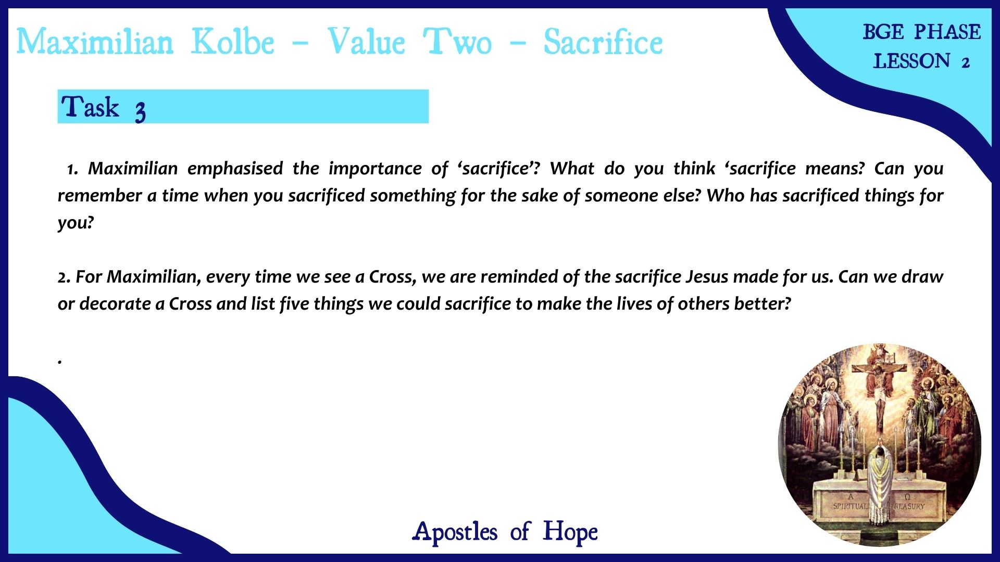 Maximilian Kolbe – Value Two – Sacrifice
BGE PHASE
LESSON 2
Task 3
1. Maximilian emphasised the importance of ‘sacrifice’? What do you think ‘sacrifice means? Can you
remember a time when you sacrificed something for the sake of someone else? Who has sacrificed things for
you?
2. For Maximilian, every time we see a Cross, we are reminded of the sacrifice Jesus made for us. Can we draw
or decorate a Cross and list five things we could sacrifice to make the lives of others better?
.
Α Ω
SPIRITUAL TREASURY
Apostles of Hope